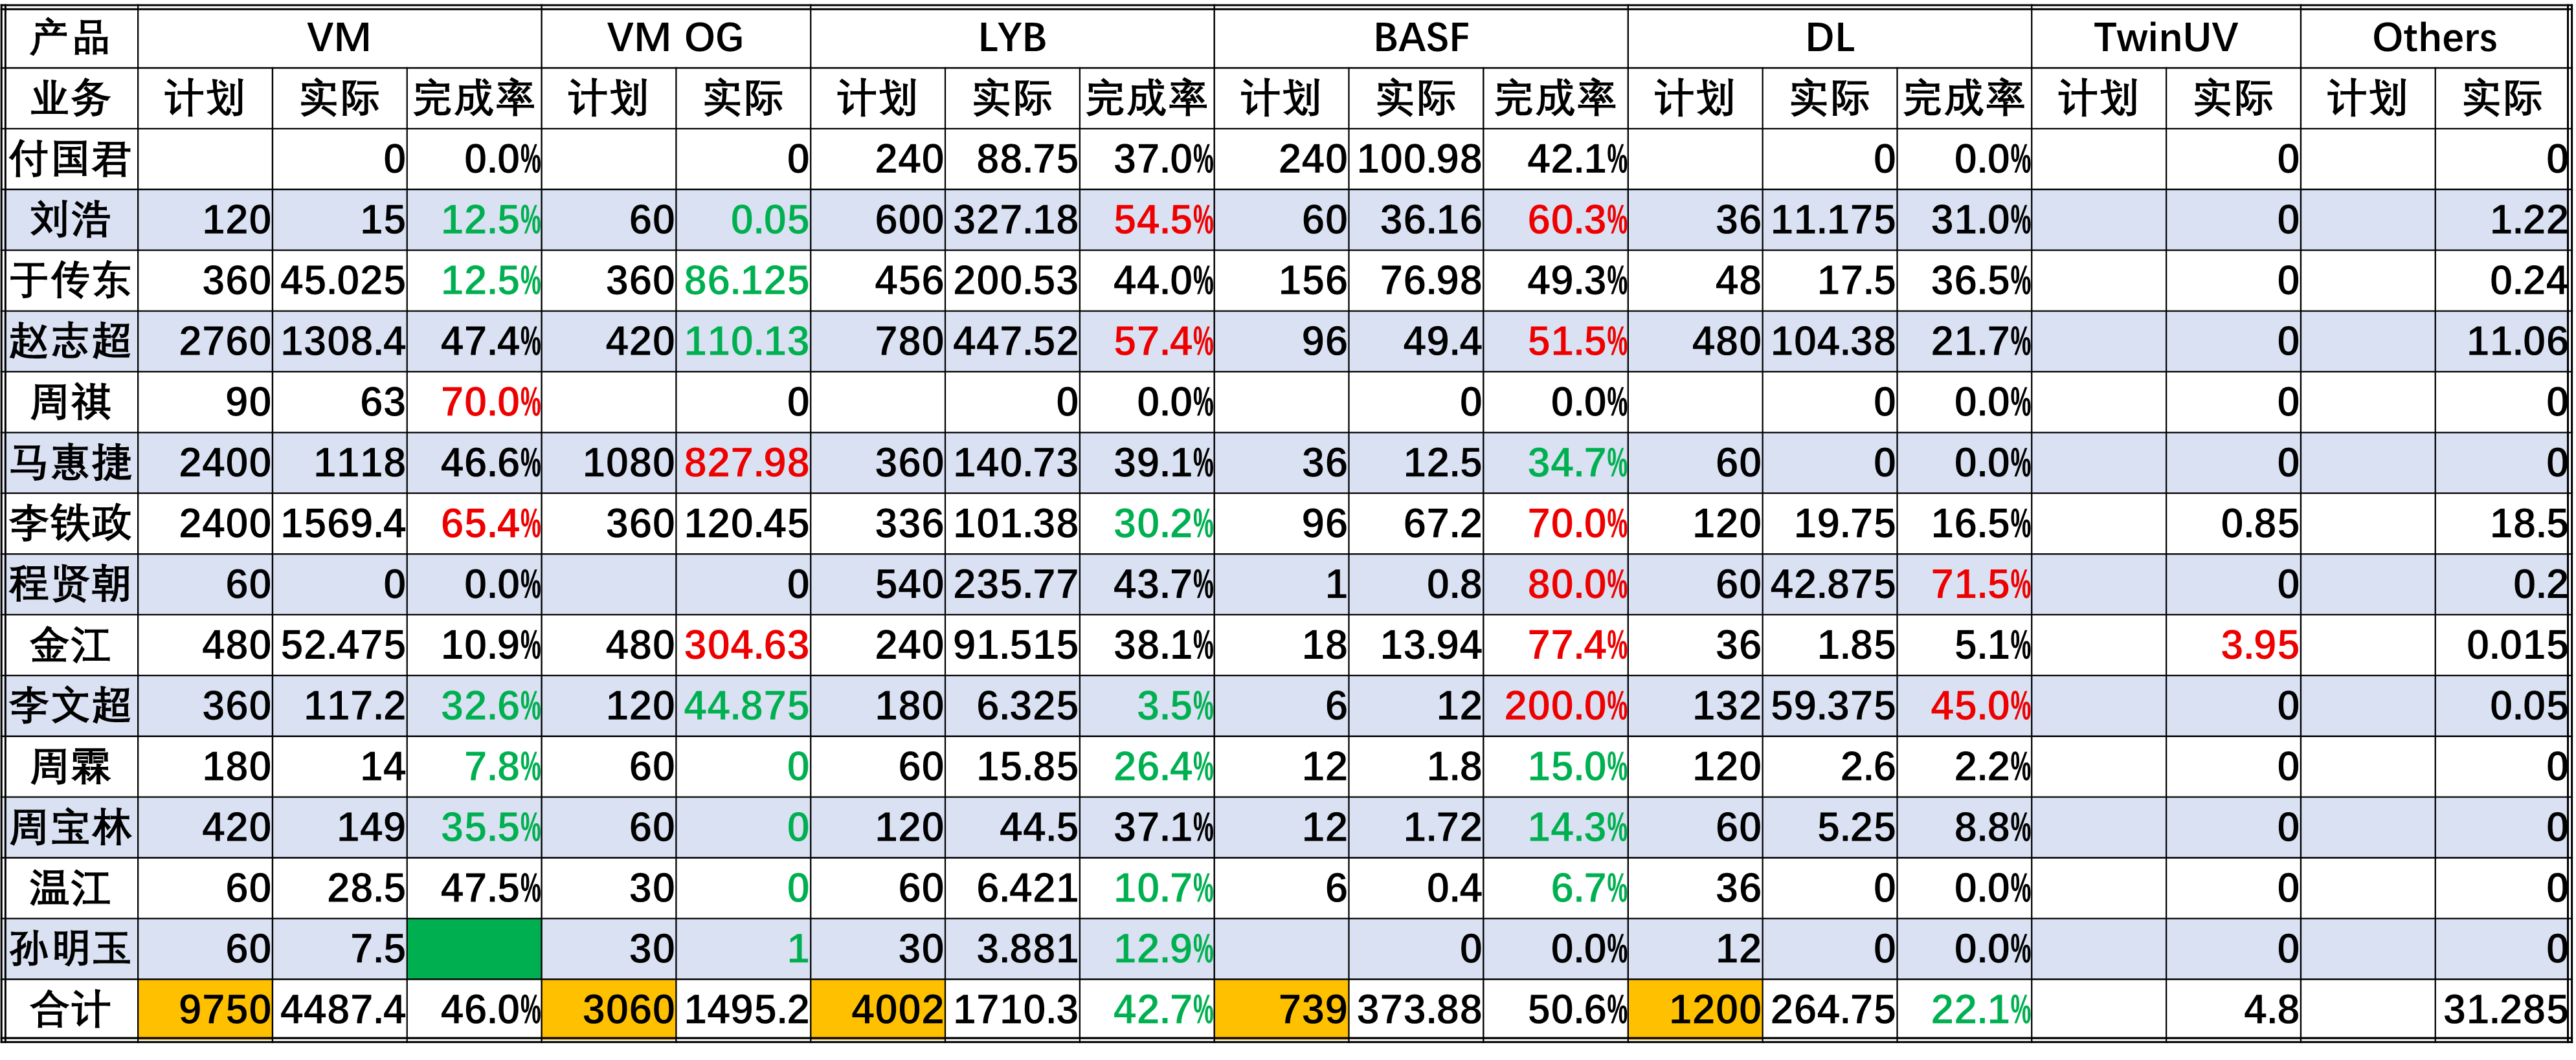 产品 VM VM OG LYB BASF DL TwinUV Others
业务 计划 实际 完成率 计划 实际 计划 实际 完成率 计划 实际 完成率 计划 实际 完成率 计划 实际 计划 实际
付国君 0 0.0% 0 240 88.75 37.0% 240 100.98 42.1% 0 0.0% 0 0
刘浩 120 15 12.5% 60 0.05 600 327.18 54.5% 60 36.16 60.3% 36 11.175 31.0% 0 1.22
于传东 360 45.025 12.5% 360 86.125 456 200.53 44.0% 156 76.98 49.3% 48 17.5 36.5% 0 0.24
赵志超 2760 1308.4 47.4% 420 110.13 780 447.52 57.4% 96 49.4 51.5% 480 104.38 21.7% 0 11.06
周祺 90 63 70.0% 0 0 0.0% 0 0.0% 0 0.0% 0 0
马惠捷 2400 1118 46.6% 1080 827.98 360 140.73 39.1% 36 12.5 34.7% 60 0 0.0% 0 0
李铁政 2400 1569.4 65.4% 360 120.45 336 101.38 30.2% 96 67.2 70.0% 120 19.75 16.5% 0.85 18.5
程贤朝 60 0 0.0% 0 540 235.77 43.7% 1 0.8 80.0% 60 42.875 71.5% 0 0.2
金江 480 52.475 10.9% 480 304.63 240 91.515 38.1% 18 13.94 77.4% 36 1.85 5.1% 3.95 0.015
李文超 360 117.2 32.6% 120 44.875 180 6.325 3.5% 6 12 200.0% 132 59.375 45.0% 0 0.05
周霖 180 14 7.8% 60 0 60 15.85 26.4% 12 1.8 15.0% 120 2.6 2.2% 0 0
周宝林 420 149 35.5% 60 0 120 44.5 37.1% 12 1.72 14.3% 60 5.25 8.8% 0 0
温江 60 28.5 47.5% 30 0 60 6.421 10.7% 6 0.4 6.7% 36 0 0.0% 0 0
孙明玉 60 7.5 30 1 30 3.881 12.9% 0 0.0% 12 0 0.0% 0 0
合计 9750 4487.4 46.0% 3060 1495.2 4002 1710.3 42.7% 739 373.88 50.6% 1200 264.75 22.1% 4.8 31.285